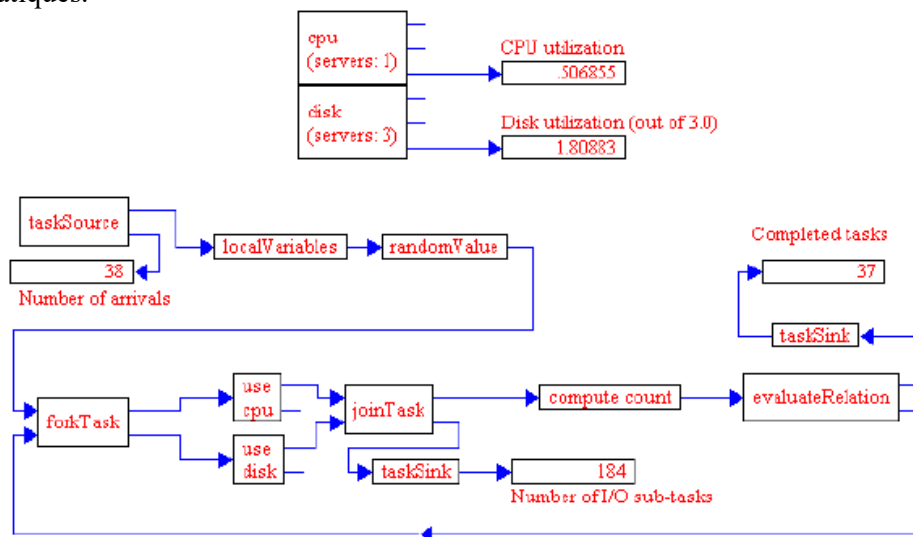 cpu
(servers: 1)
CPU utilization
.506855
disk
(servers: 3)
Disk utilization (out of 3.0)
1.80883
taskSource
localVariables
randomValue
38
Number of arrivals
Completed tasks
37
taskSink
forkTask
use
cpu
use
disk
joinTask
compute count
evaluateRelation
taskSink
184
Number of I/O sub-tasks